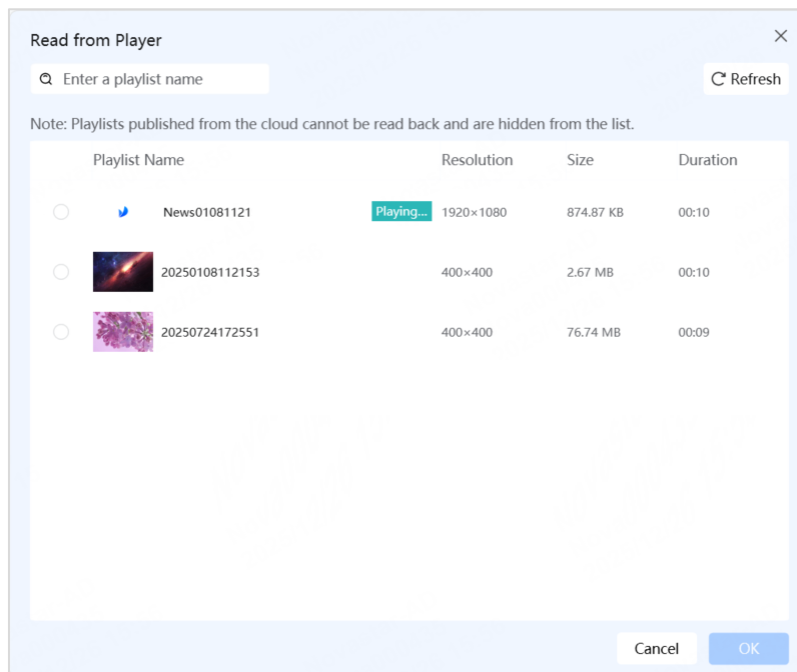 Read from Player
Enter a playlist name
Refresh
Note: Playlists published from the cloud cannot be read back and are hidden from the list.
Playlist Name Resolution Size Duration
News01081121 Playing... 1920×1080 874.87 KB 00:10
20250108112153 400×400 2.67 MB 00:10
20250724172551 400×400 76.74 MB 00:09
Cancel OK